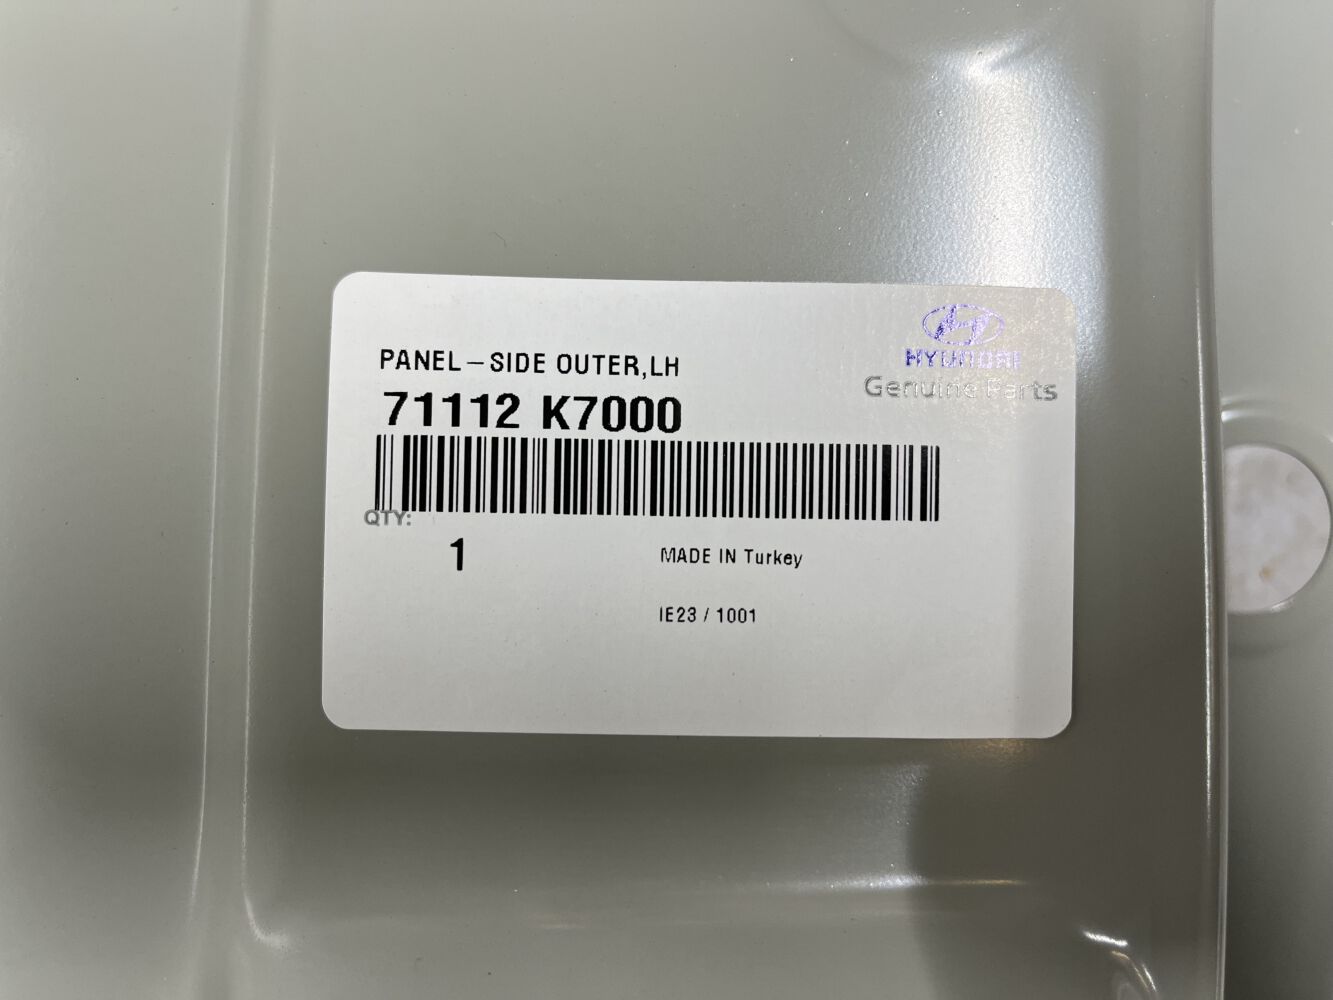 HYUNDAI
Genuine Parts
PANEL-SIDE OUTER,LH
71112 K7000
QTY:
1
MADE IN Turkey
IE23 / 1001